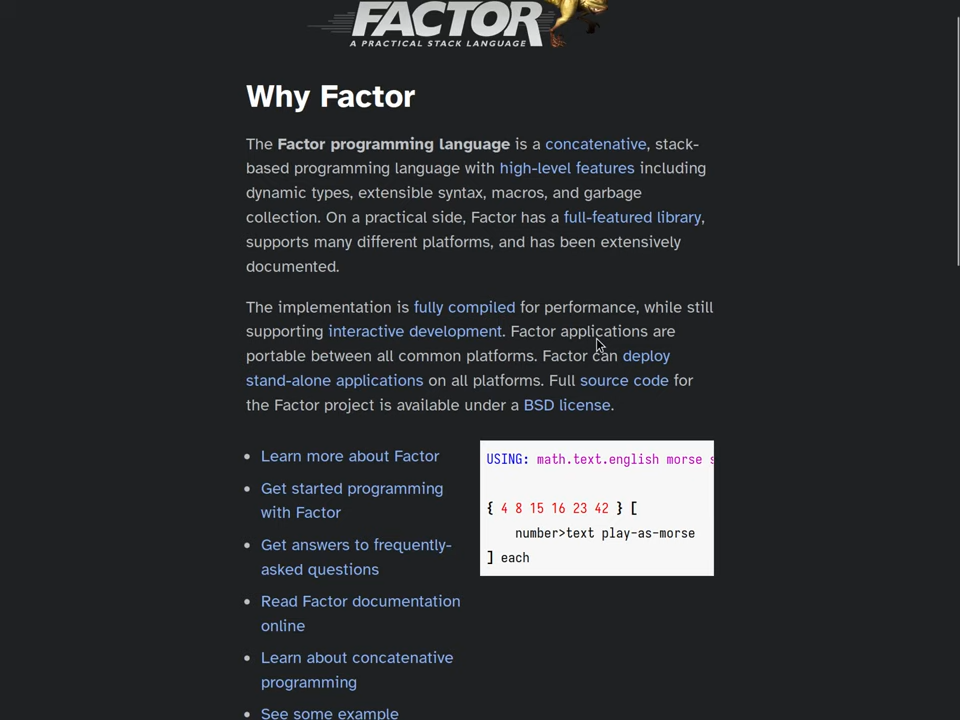 FACTOR
A PRACTICAL STACK LANGUAGE
Why Factor
The Factor programming language is a concatenative, stack-
based programming language with high-level features including
dynamic types, extensible syntax, macros, and garbage
collection. On a practical side, Factor has a full-featured library,
supports many different platforms, and has been extensively
documented.
The implementation is fully compiled for performance, while still
supporting interactive development. Factor applications are
portable between all common platforms. Factor can deploy
stand-alone applications on all platforms. Full source code for
the Factor project is available under a BSD license.
• Learn more about Factor
• Get started programming
with Factor
• Get answers to frequently-
asked questions
• Read Factor documentation
online
• Learn about concatenative
programming
• See some example
USING: math.text.english morse s
{ 4 8 15 16 23 42 } [
number>text play-as-morse
] each